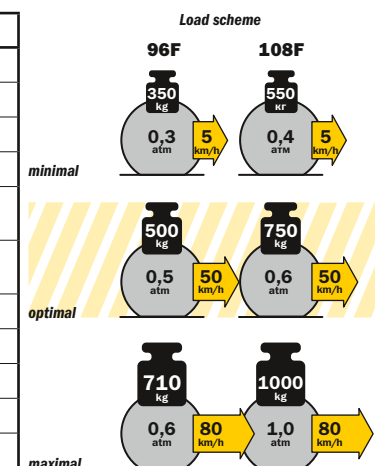 Load scheme
96F 108F
350 550
kg кг
0,3 5 0,4 5
atm km/h атм km/h
minimal
500 750
kg kg
0,5 50 0,6 50
atm km/h atm km/h
optimal
710 1000
kg kg
0,6 80 1,0 80
atm km/h atm km/h
maximal